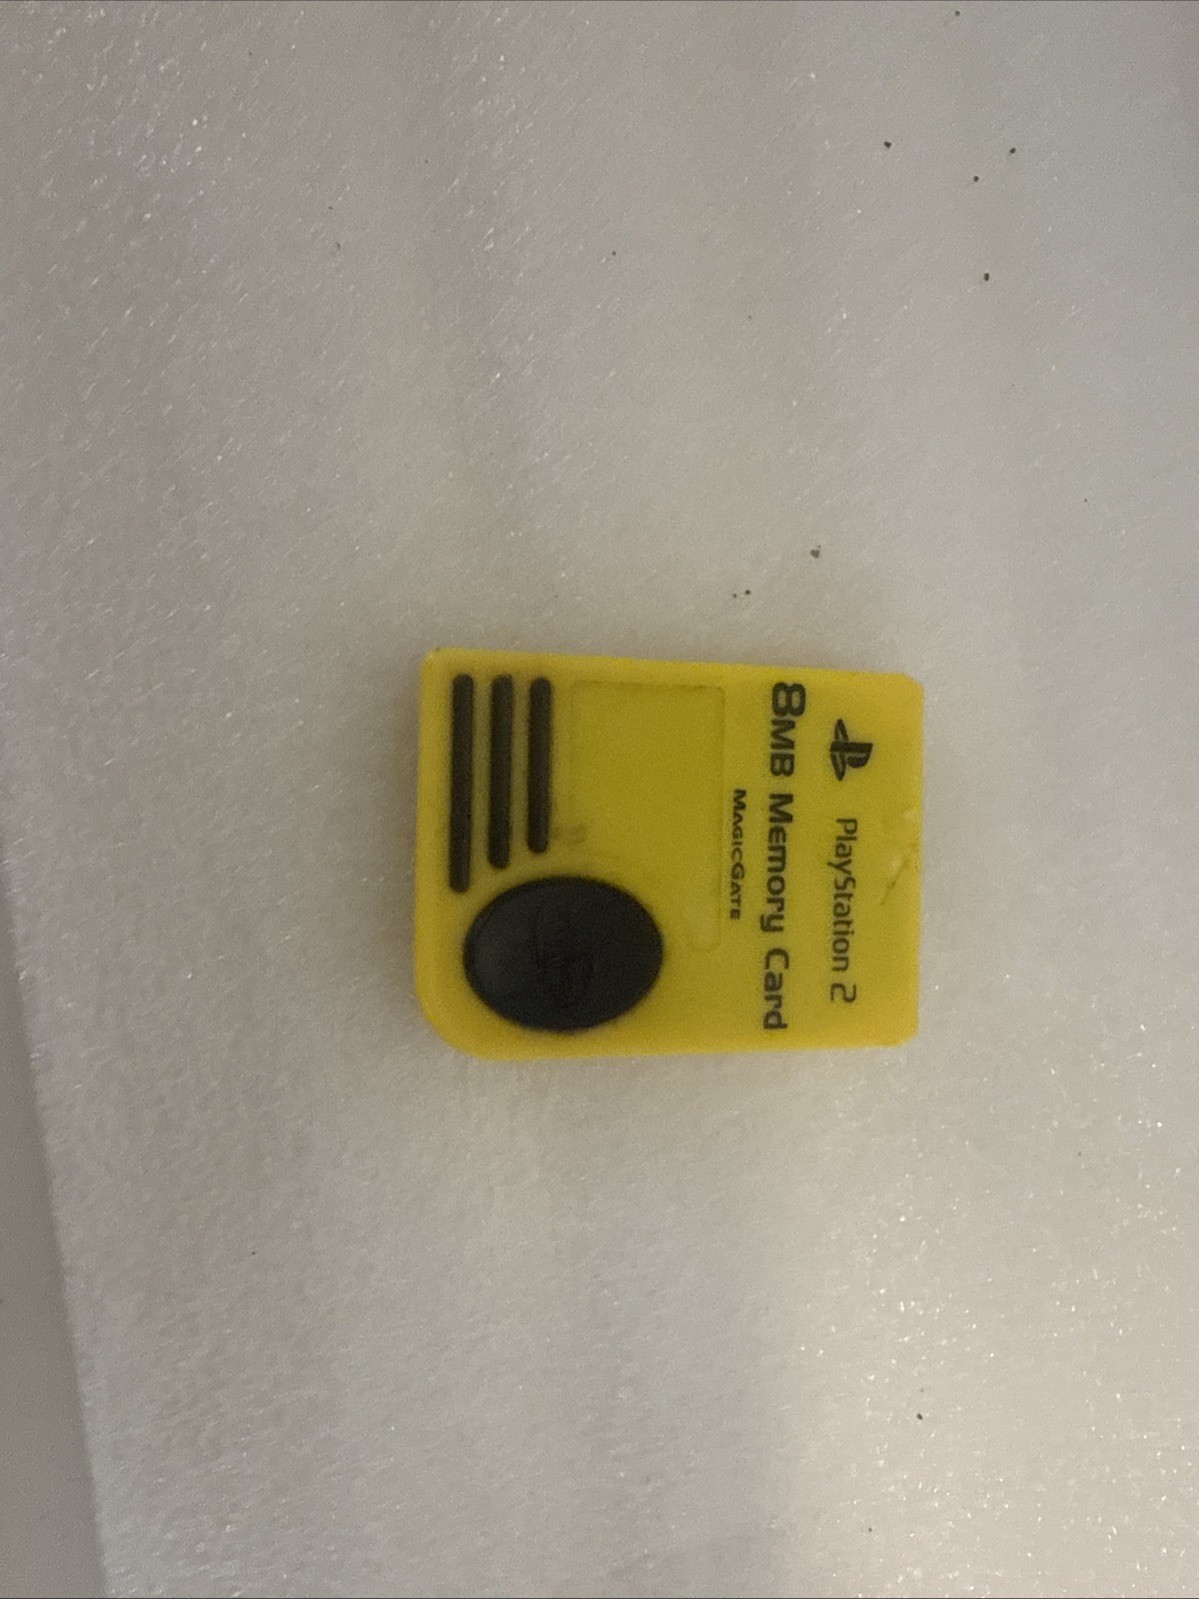 PlayStation 2
8MB Memory Card
MAGICGATE